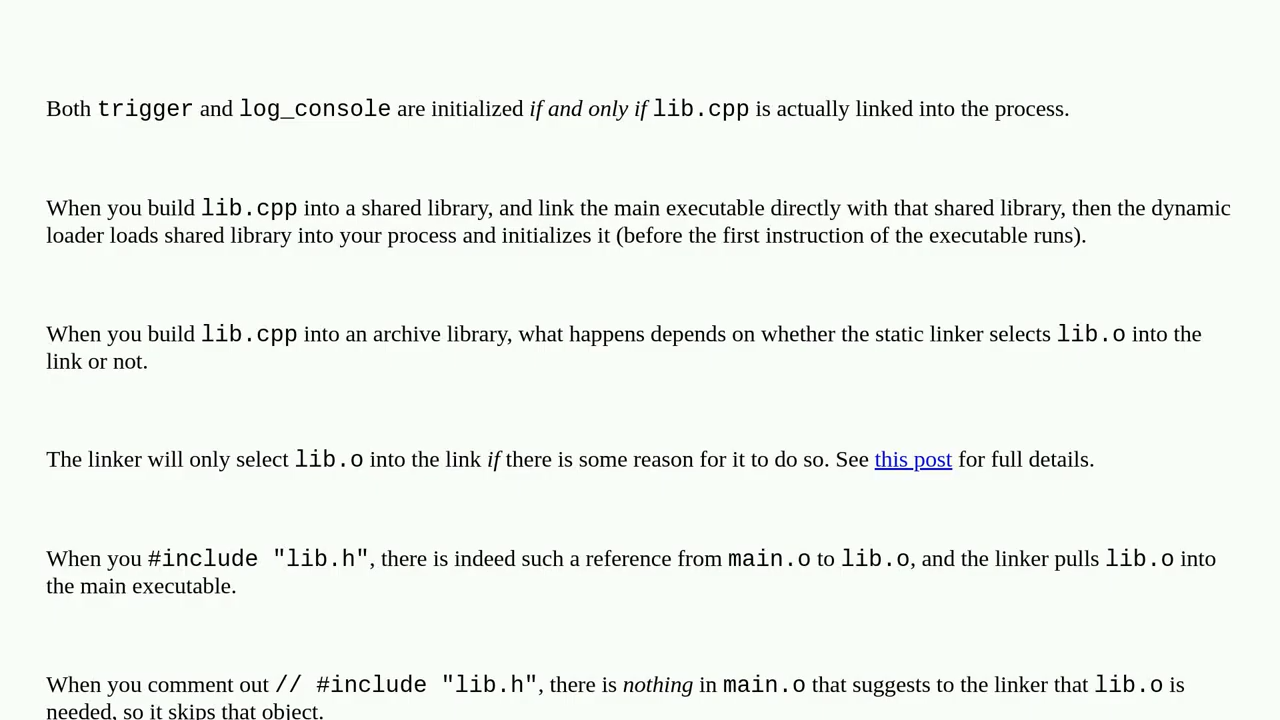 Both trigger and log_console are initialized if and only if lib.cpp is actually linked into the process.
When you build lib.cpp into a shared library, and link the main executable directly with that shared library, then the dynamic
loader loads shared library into your process and initializes it (before the first instruction of the executable runs).
When you build lib.cpp into an archive library, what happens depends on whether the static linker selects lib.o into the
link or not.
The linker will only select lib.o into the link if there is some reason for it to do so. See this post for full details.
When you #include "lib.h", there is indeed such a reference from main.o to lib.o, and the linker pulls lib.o into
the main executable.
When you comment out // #include "lib.h", there is nothing in main.o that suggests to the linker that lib.o is
needed, so it skips that object.